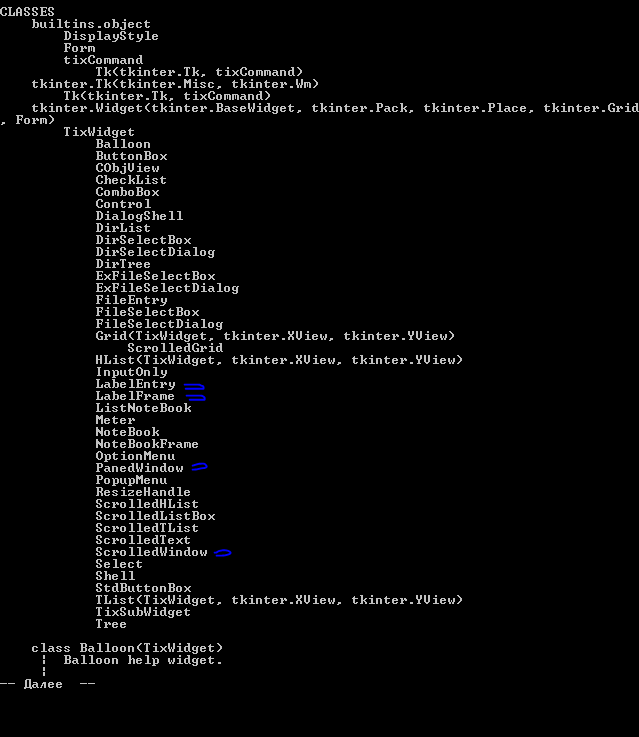 CLASSES
builtins.object
DisplayStyle
Form
tixCommand
Tk(tkinter.Tk, tixCommand)
tkinter.Tk(tkinter.Misc, tkinter.Wm)
Tk(tkinter.Tk, tixCommand)
tkinter.Widget(tkinter.BaseWidget, tkinter.Pack, tkinter.Place, tkinter.Grid
, Form)
TixWidget
Balloon
ButtonBox
CObjView
CheckList
ComboBox
Control
DialogShell
DirList
DirSelectBox
DirSelectDialog
DirTree
ExFileSelectBox
ExFileSelectDialog
FileEntry
FileSelectBox
FileSelectDialog
Grid(TixWidget, tkinter.XView, tkinter.YView)
ScrolledGrid
HList(TixWidget, tkinter.XView, tkinter.YView)
InputOnly
LabelEntry
LabelFrame
ListNoteBook
Meter
NoteBook
NoteBookFrame
OptionMenu
PanedWindow
PopupMenu
ResizeHandle
ScrolledHList
ScrolledListBox
ScrolledTList
ScrolledText
ScrolledWindow
Select
Shell
StdButtonBox
TList(TixWidget, tkinter.XView, tkinter.YView)
TixSubWidget
Tree
class Balloon(TixWidget)
¦ Balloon help widget.
¦
-- Далее --